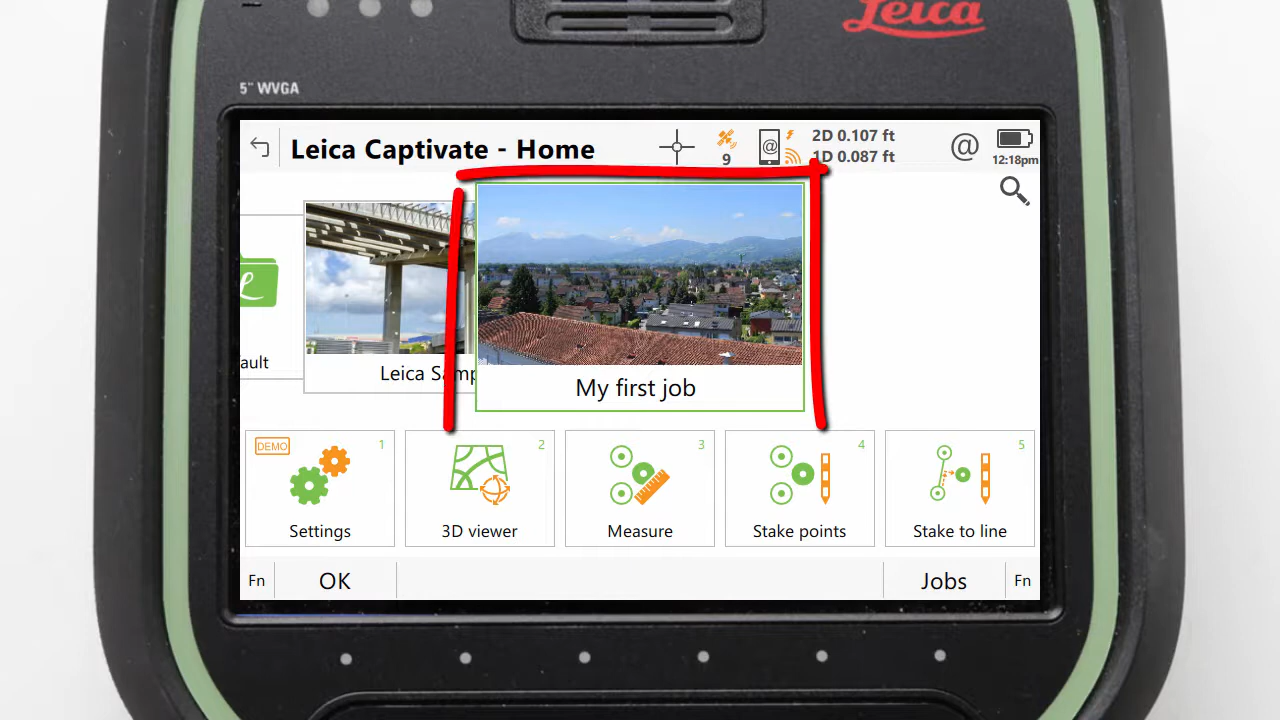 Leica
5" WVGA
Leica Captivate - Home
9
@
2D 0.107 ft
1D 0.087 ft
@
12:18pm
ault
Leica Samp
My first job
DEMO
1
Settings
2
3D viewer
3
Measure
4
Stake points
5
Stake to line
Fn
OK
Jobs
Fn